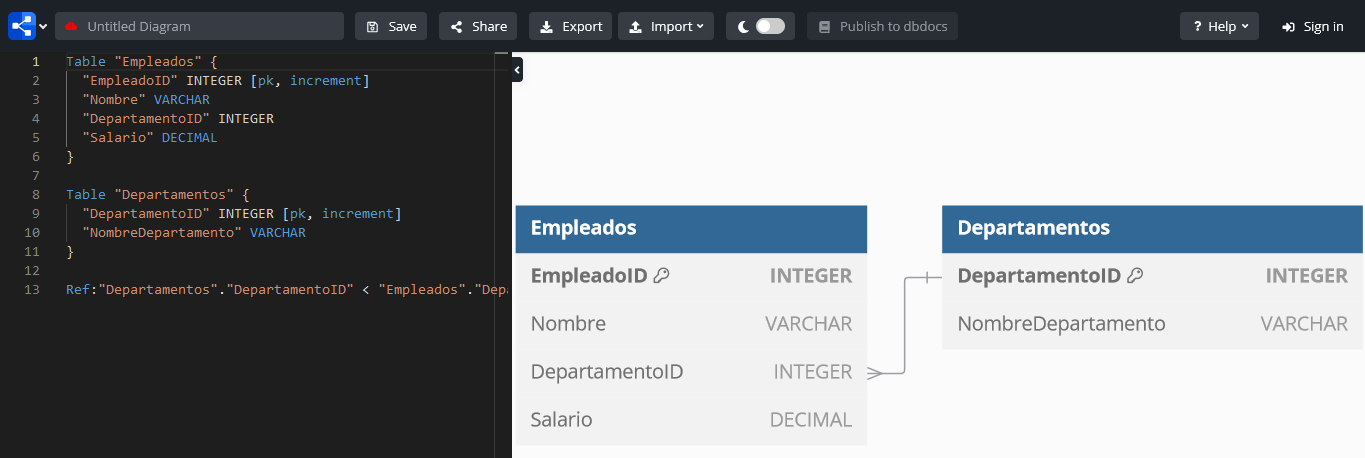 Untitled Diagram Save Share Export Import Publish to dbdocs ? Help Sign in
1 Table "Empleados" {
2 "EmpleadoID" INTEGER [pk, increment]
3 "Nombre" VARCHAR
4 "DepartamentoID" INTEGER
5 "Salario" DECIMAL
6 }
7
8 Table "Departamentos" {
9 "DepartamentoID" INTEGER [pk, increment]
10 "NombreDepartamento" VARCHAR
11 }
12
13 Ref:"Departamentos"."DepartamentoID" < "Empleados"."Depa
Empleados
EmpleadoID INTEGER
Nombre VARCHAR
DepartamentoID INTEGER
Salario DECIMAL
Departamentos
DepartamentoID INTEGER
NombreDepartamento VARCHAR